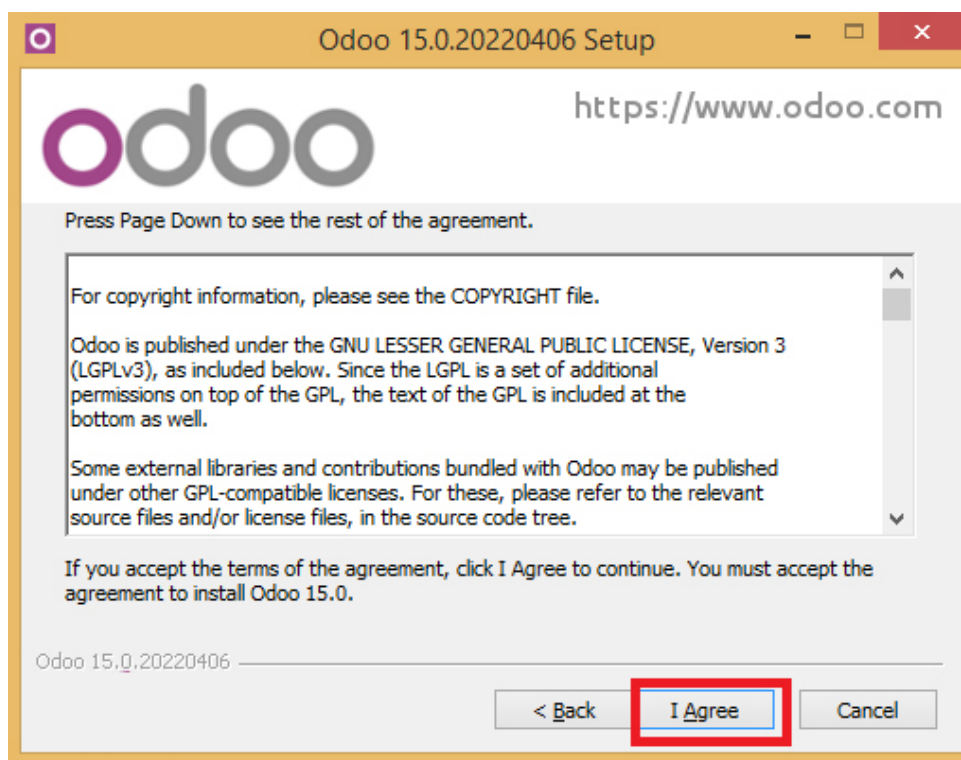 Odoo 15.0.20220406 Setup
odoo
https://www.odoo.com
Press Page Down to see the rest of the agreement.
For copyright information, please see the COPYRIGHT file.
Odoo is published under the GNU LESSER GENERAL PUBLIC LICENSE, Version 3
(LGPLv3), as included below. Since the LGPL is a set of additional
permissions on top of the GPL, the text of the GPL is included at the
bottom as well.
Some external libraries and contributions bundled with Odoo may be published
under other GPL-compatible licenses. For these, please refer to the relevant
source files and/or license files, in the source code tree.
If you accept the terms of the agreement, click I Agree to continue. You must accept the
agreement to install Odoo 15.0.
Odoo 15.0.20220406
< Back I Agree Cancel